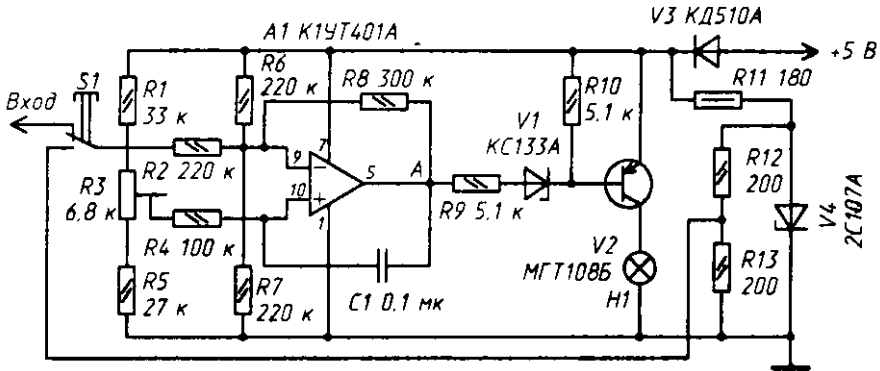 A1 К1УТ401А
V3 КД510А
+5 В
S1
Вход
R1
33 к
R6
220 к
R8 300 к
R10
5,1 к
R11 180
V1
КС133А
7
9
5
A
10
1
R2
220 к
R3
6,8 к
R4
100 к
R9 5,1 к
R12
200
V4
2С107А
V2
МГТ108Б
H1
R13
200
R5
27 к
R7
220 к
C1 0,1 мк